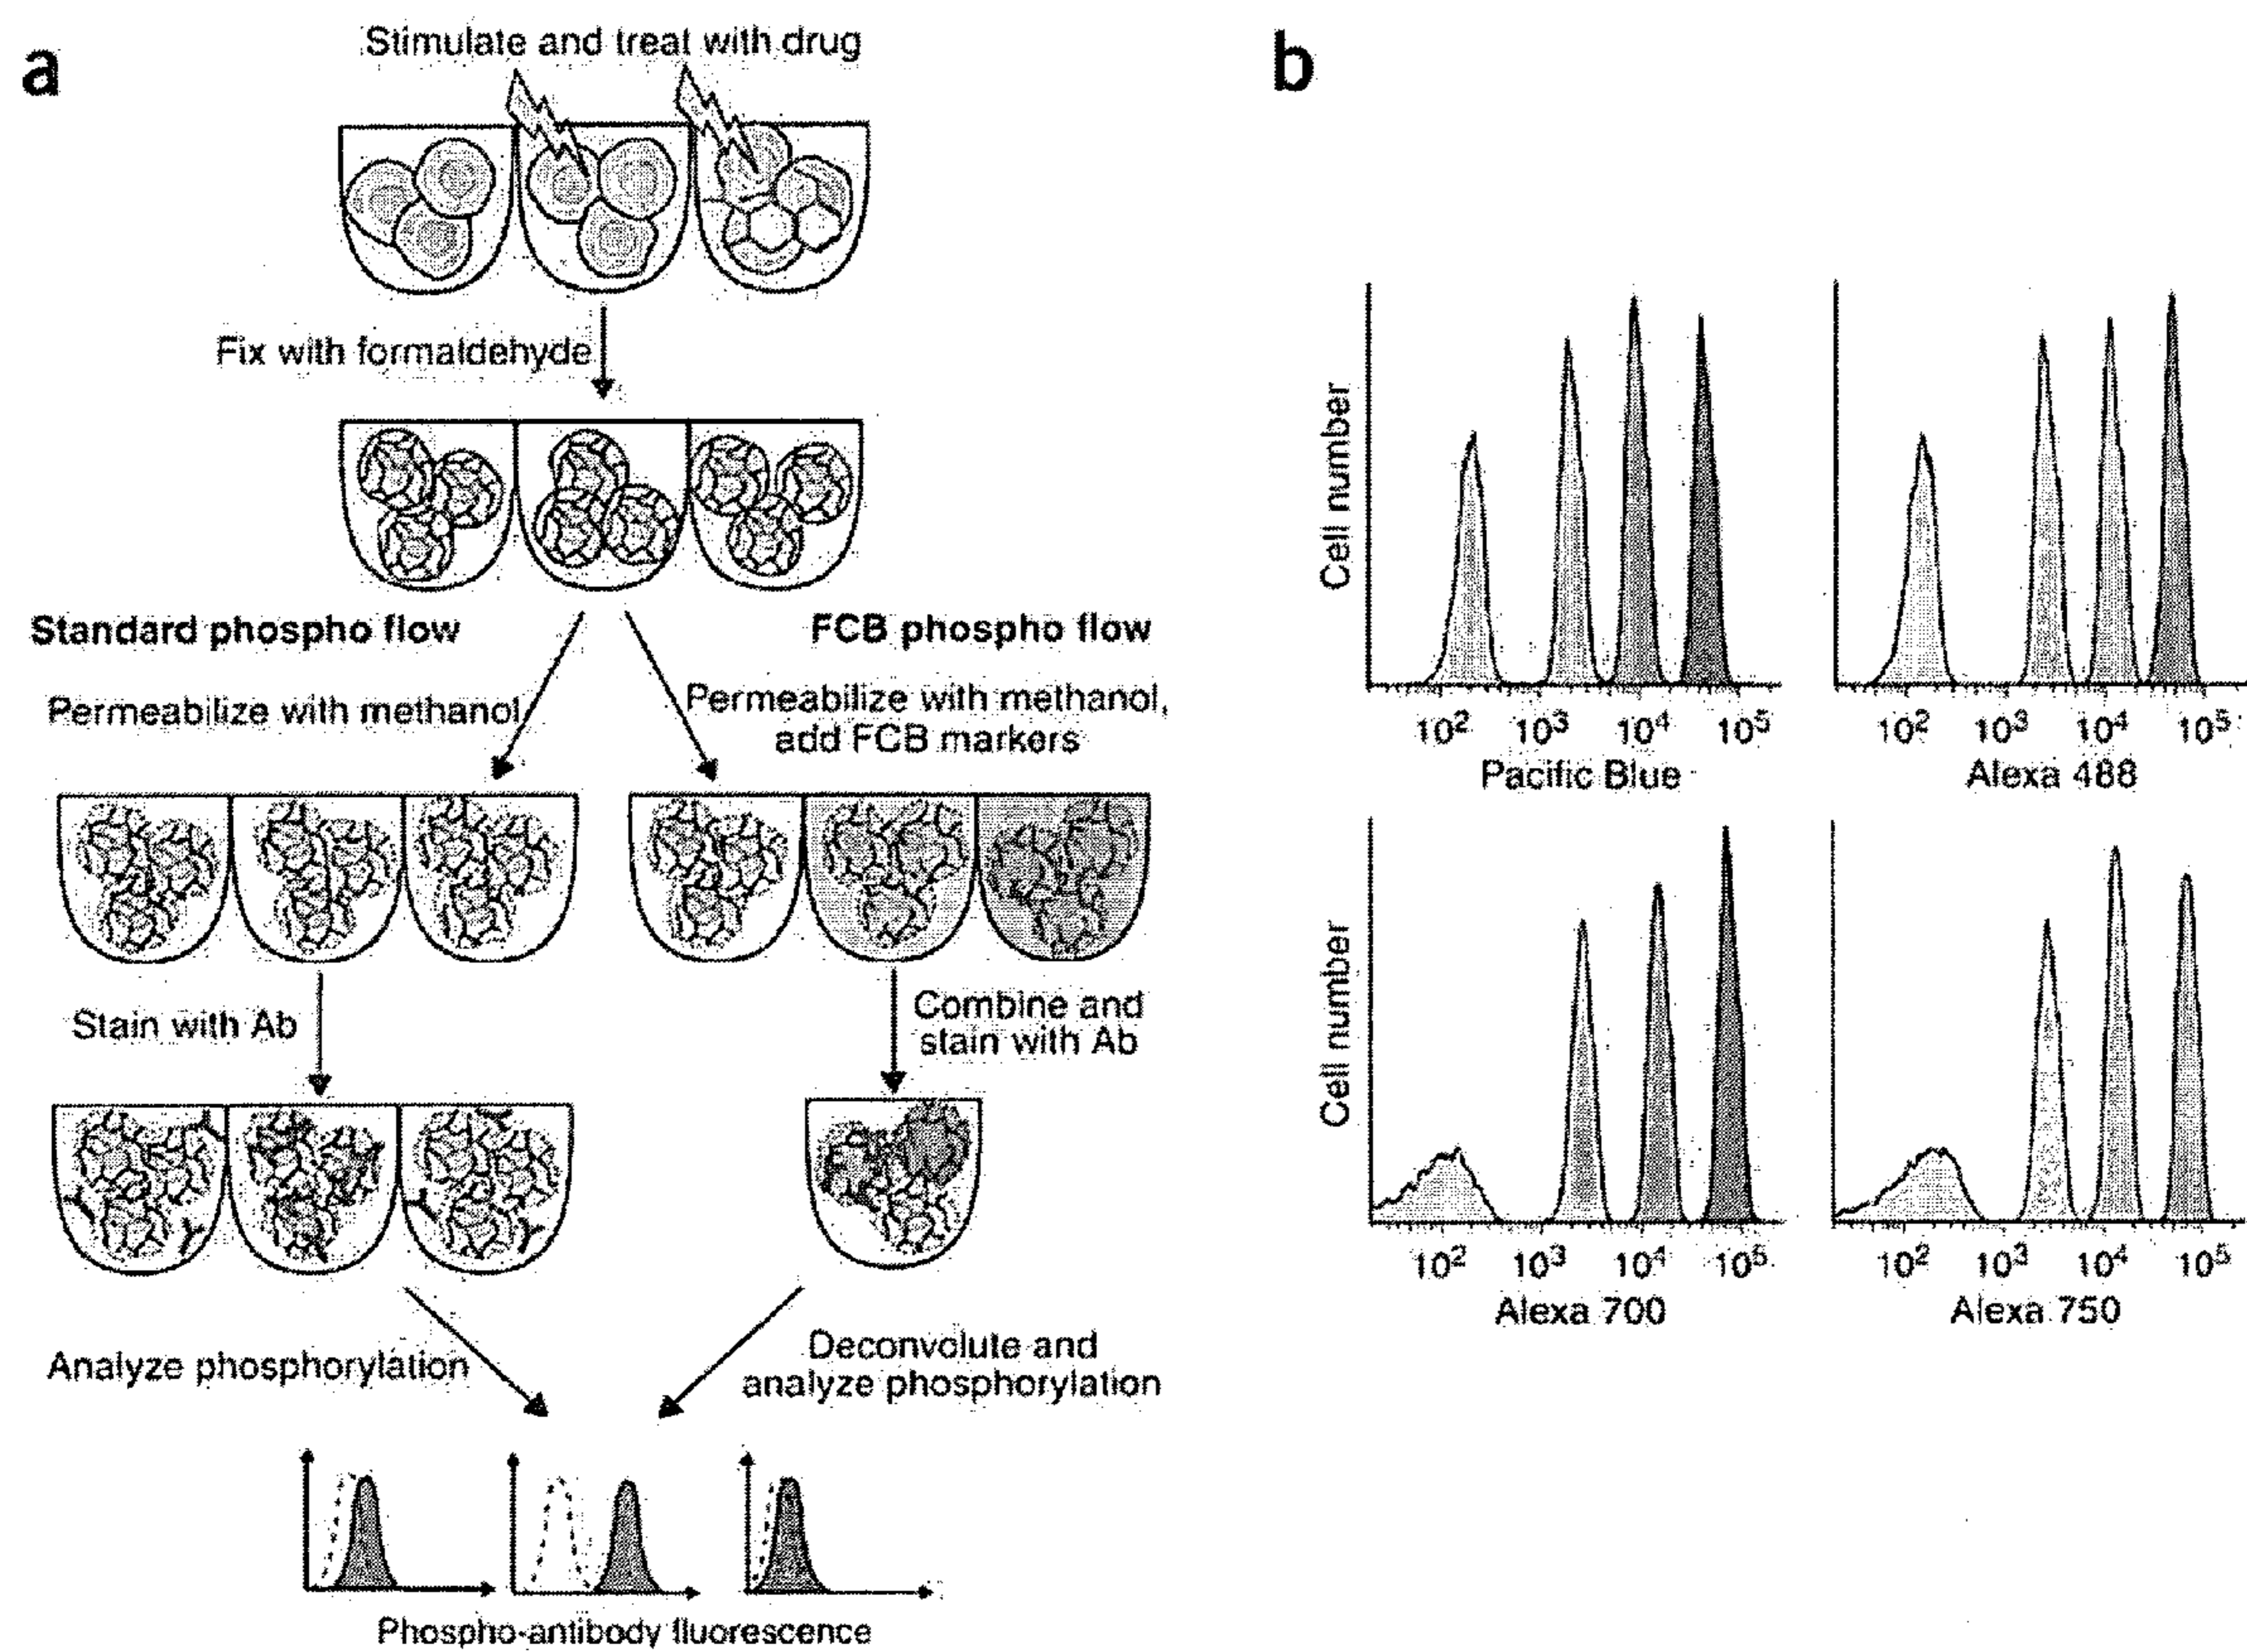 a
Stimulate and treat with drug
Fix with formaldehyde
Standard phospho flow
FCB phospho flow
Permeabilize with methanol
Permeabilize with methanol,
add FCB markers
Stain with Ab
Combine and
stain with Ab
Analyze phosphorylation
Deconvolute and
analyze phosphorylation
Phospho-antibody fluorescence
b
Cell number
10² 10³ 10⁴ 10⁵
Pacific Blue
10² 10³ 10⁴ 10⁵
Alexa 488
Cell number
10² 10³ 10⁴ 10⁵
Alexa 700
10² 10³ 10⁴ 10⁵
Alexa 750